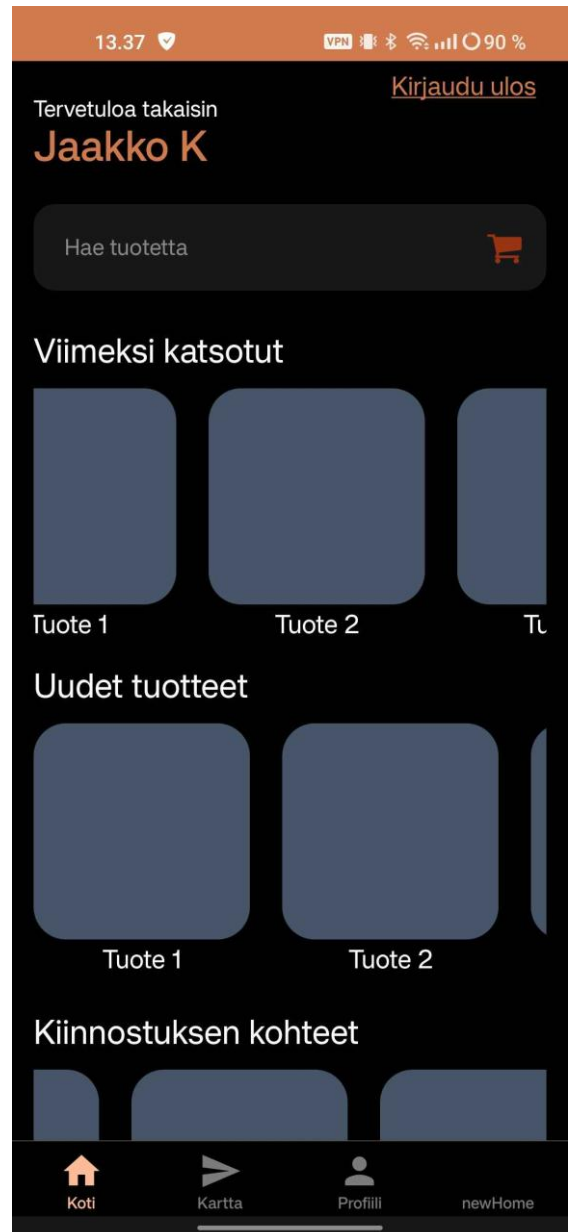 13.37 VPN 90 %
Kirjaudu ulos
Tervetuloa takaisin
Jaakko K
Hae tuotetta
Viimeksi katsotut
Tuote 1 Tuote 2 Tu
Uudet tuotteet
Tuote 1 Tuote 2
Kiinnostuksen kohteet
Koti Kartta Profiili newHome